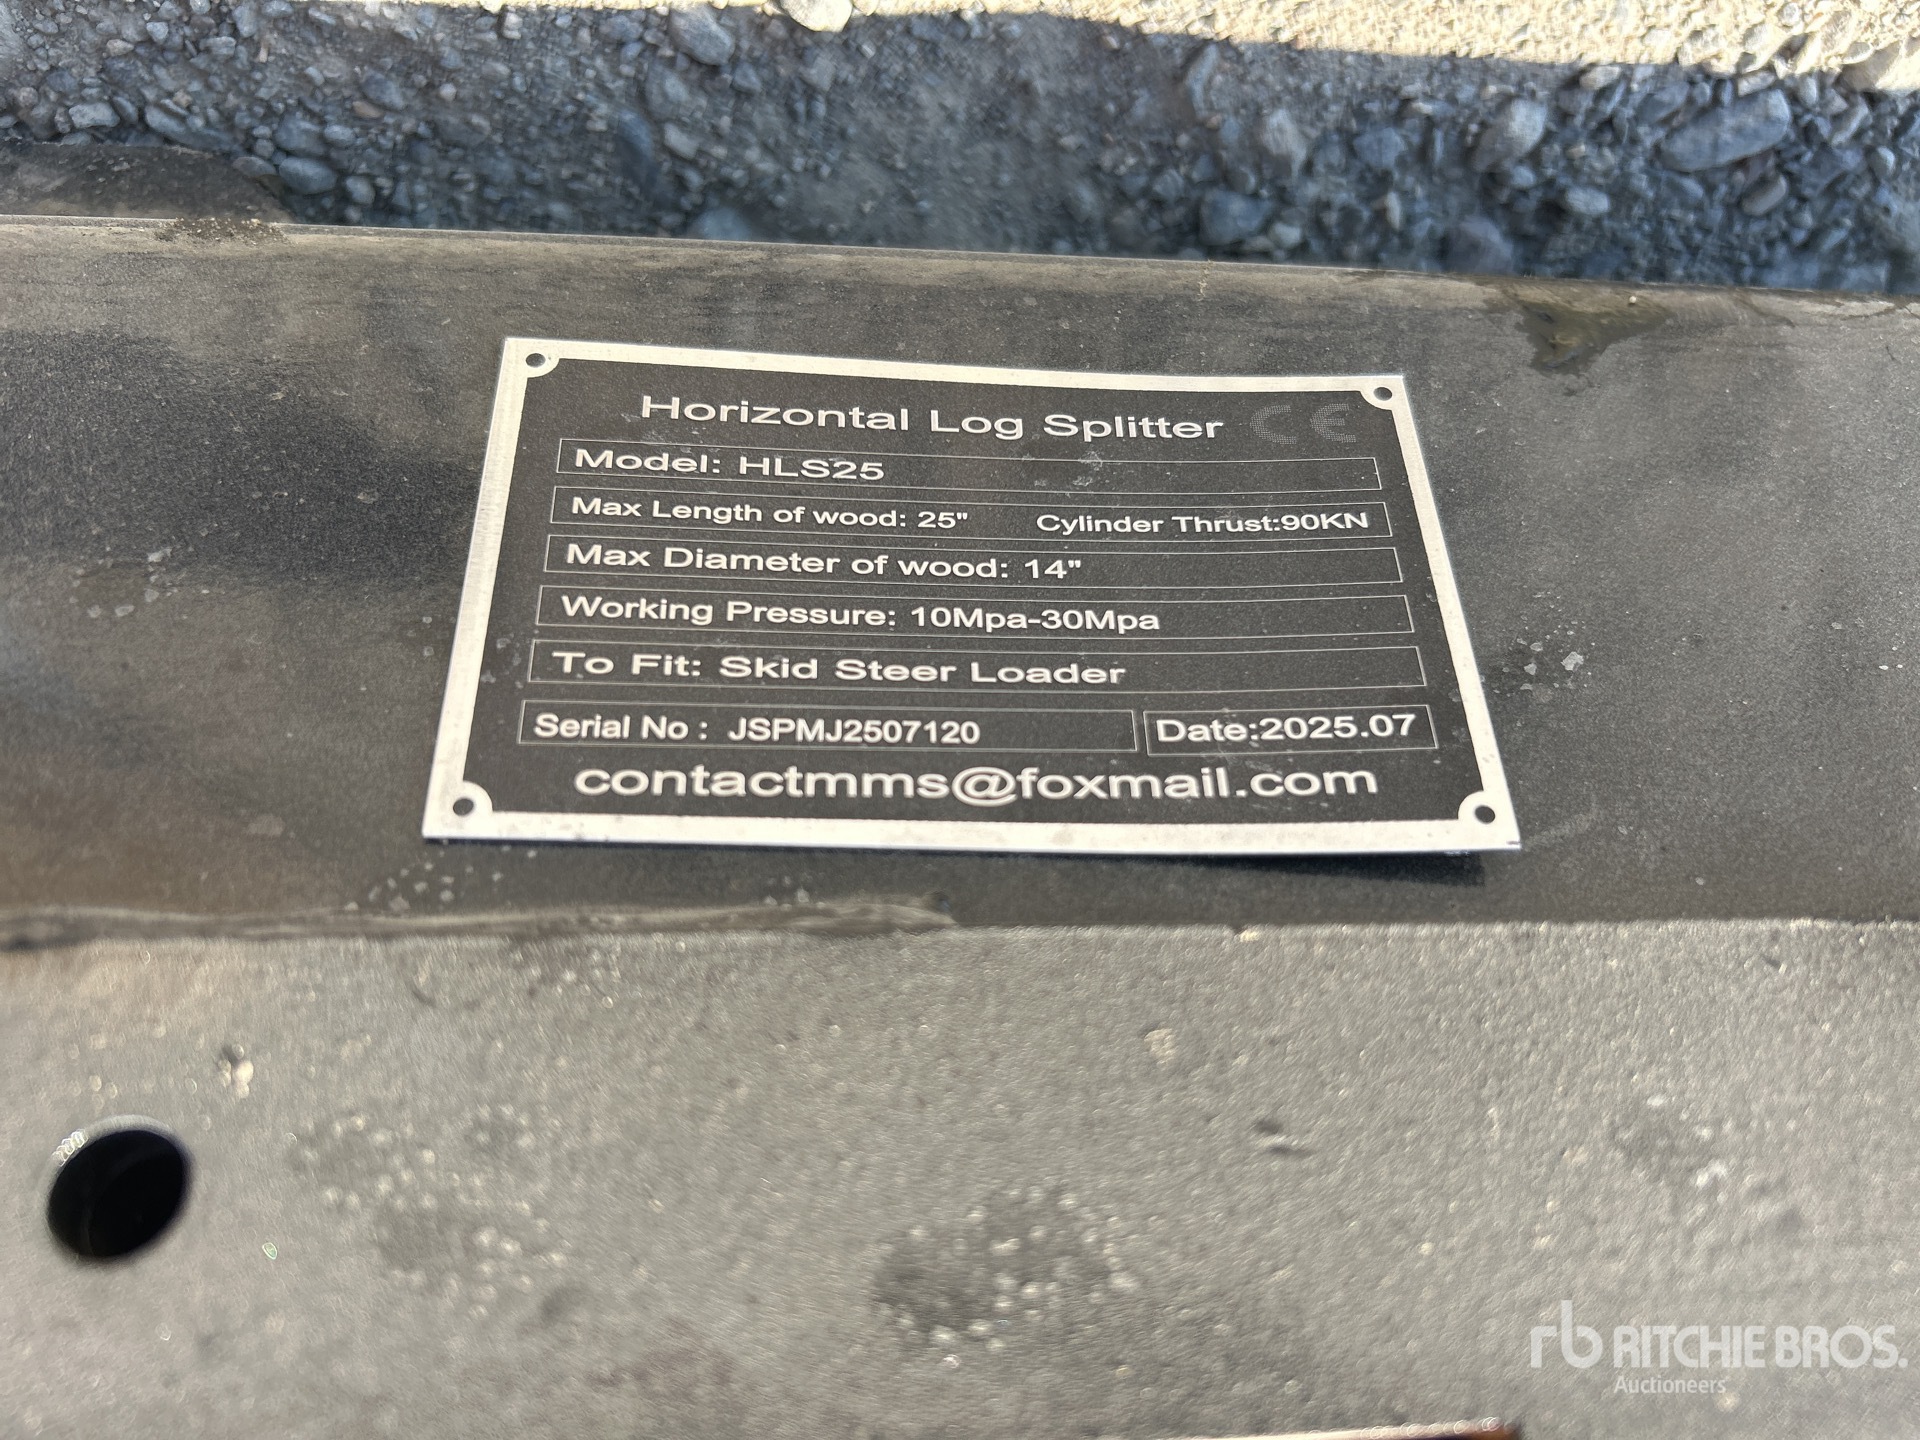 Horizontal Log Splitter CE
Model: HLS25
Max Length of wood: 25" Cylinder Thrust:90KN
Max Diameter of wood: 14"
Working Pressure: 10Mpa-30Mpa
To Fit: Skid Steer Loader
Serial No : JSPMJ2507120 Date:2025.07
contactmms@foxmail.com
rb RITCHIE BROS.
Auctioneers